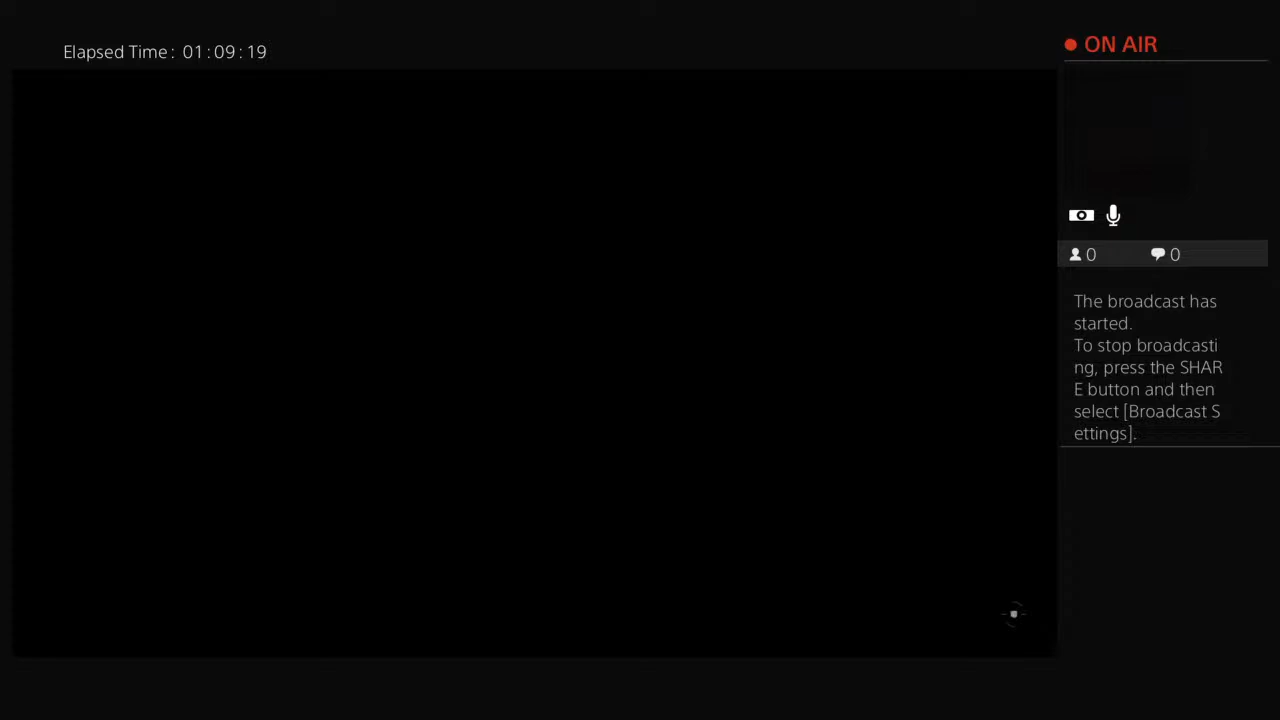 Elapsed Time: 01:09:19
ON AIR
0 0
The broadcast has
started.
To stop broadcasti
ng, press the SHAR
E button and then
select [Broadcast S
ettings].